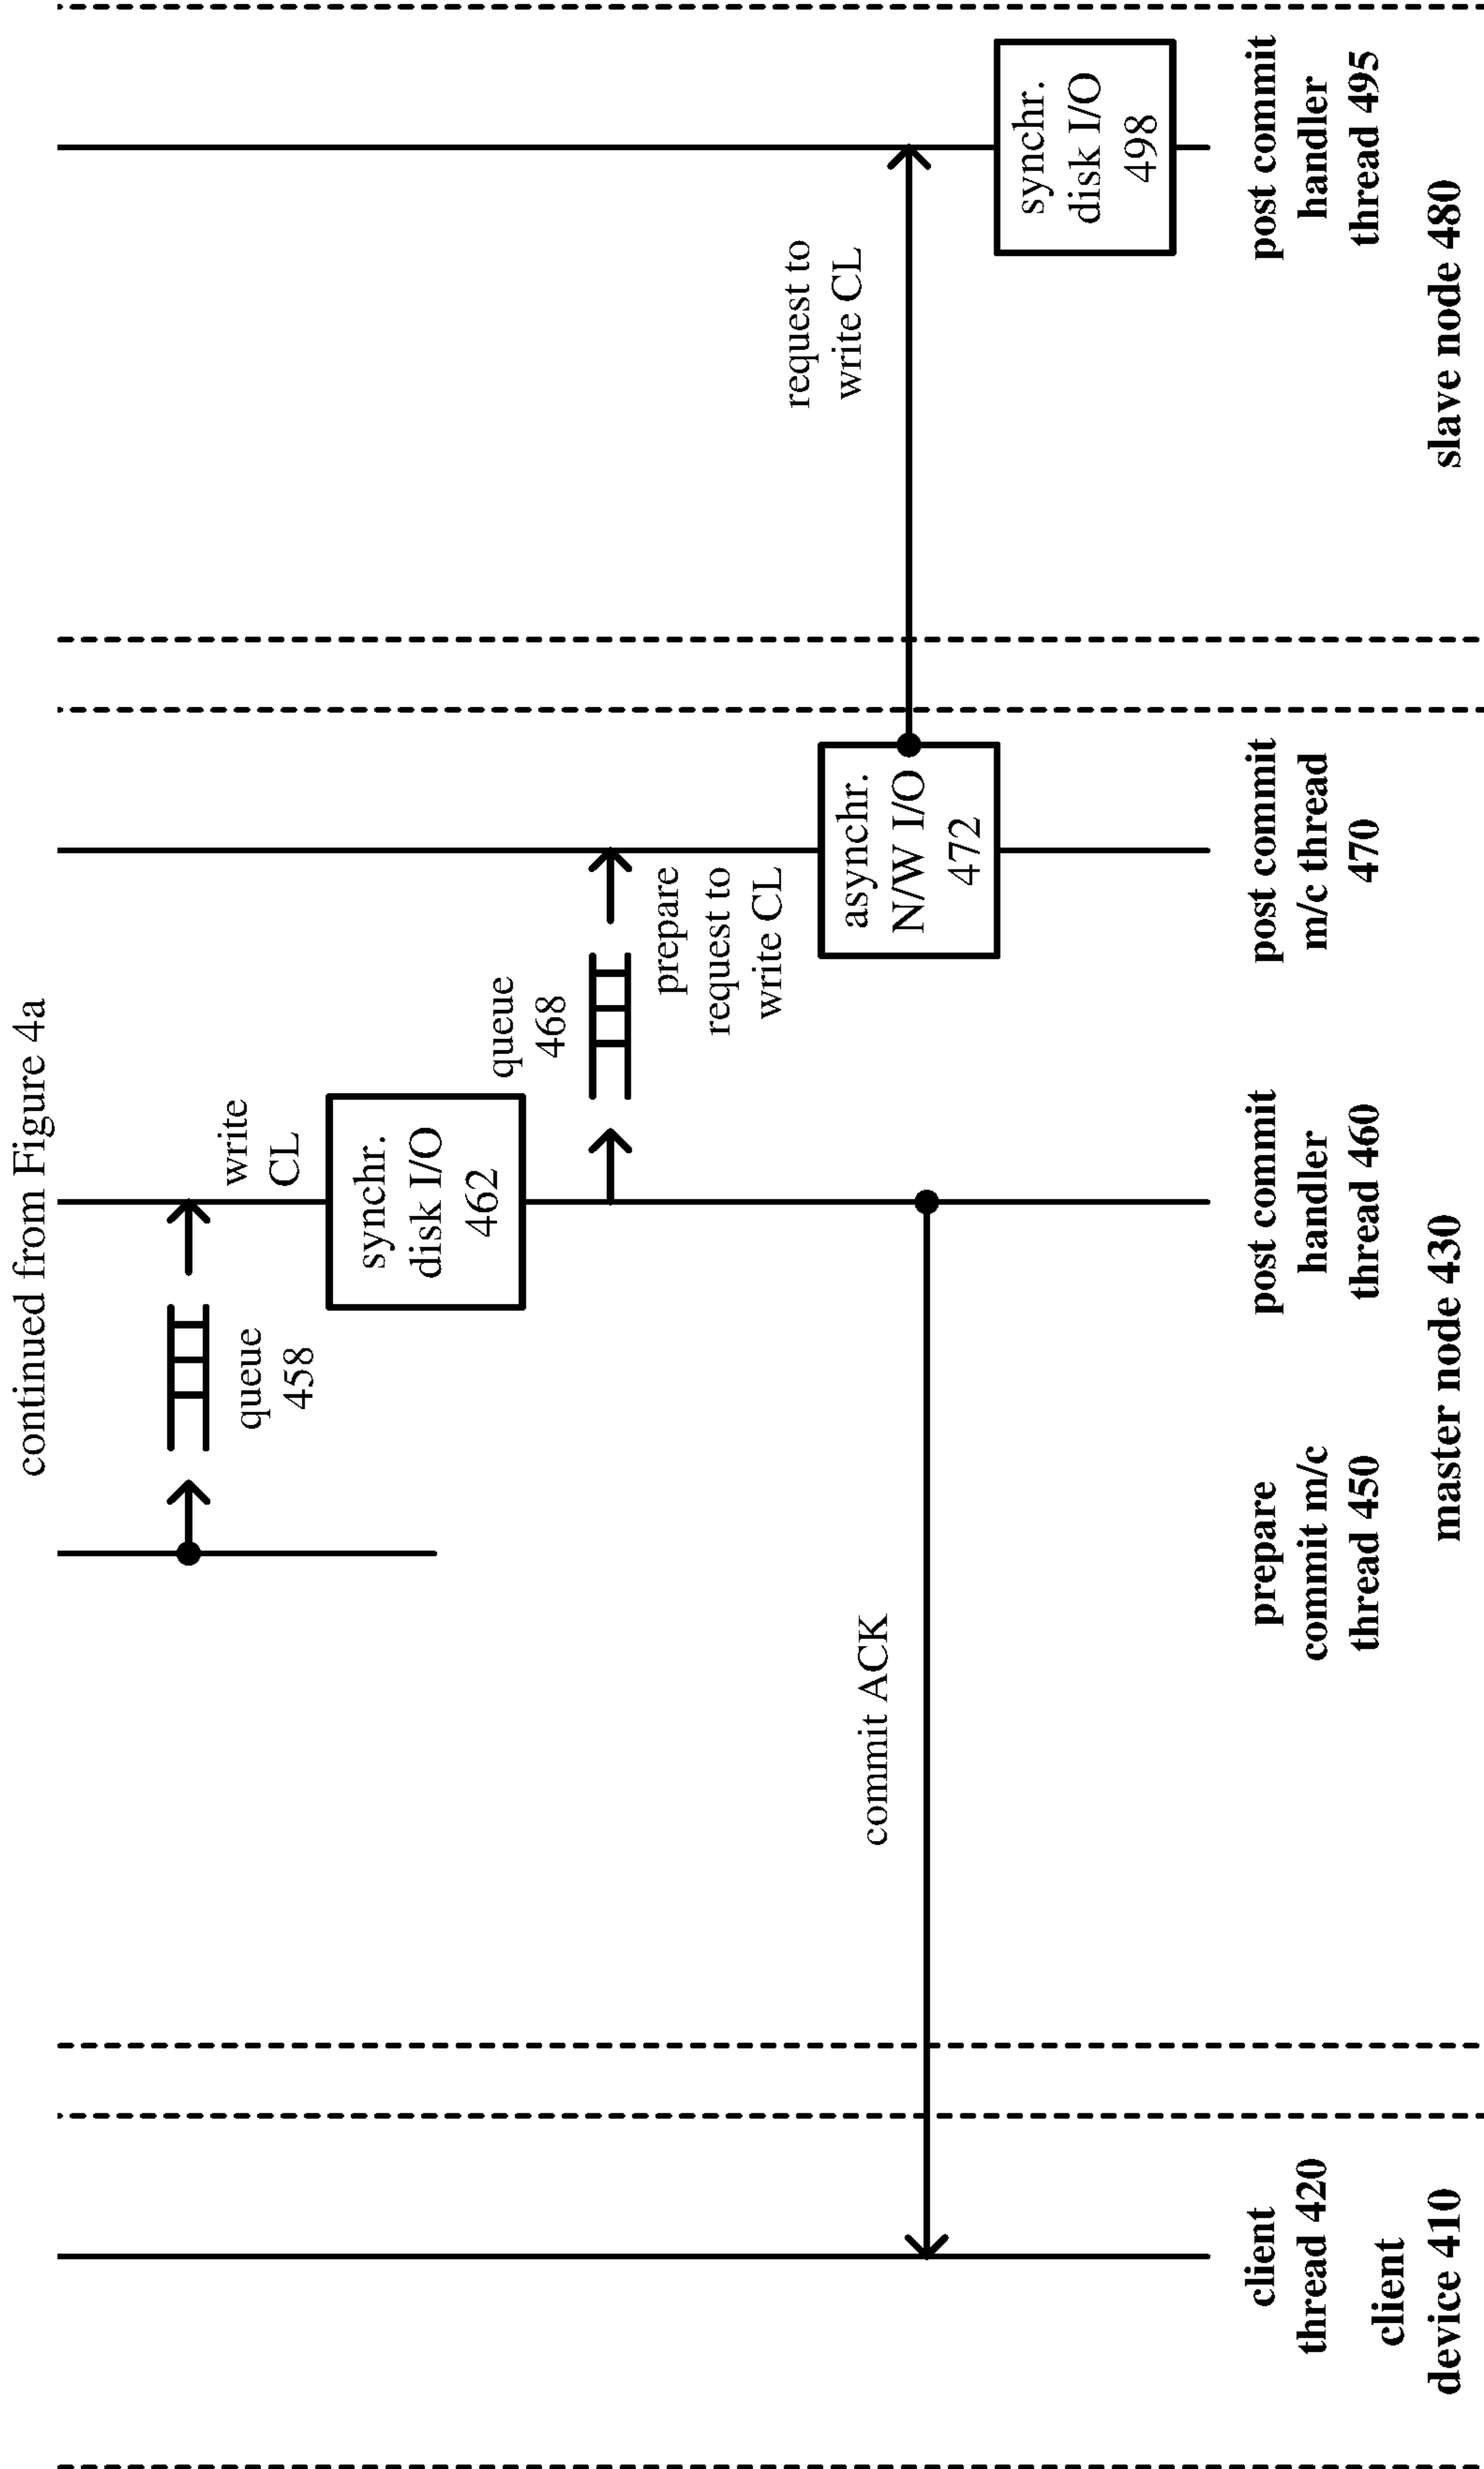 continued from Figure 4a
queue
458
write
CL
synchr.
disk I/O
462
queue
468
prepare
request to
write CL
request to
write CL
asynchr.
N/W I/O
472
commit ACK
synchr.
disk I/O
498
client
thread 420
client
device 410
prepare
commit m/c
thread 450
post commit
handler
thread 460
post commit
m/c thread
470
master node 430
post commit
handler
thread 495
slave node 480